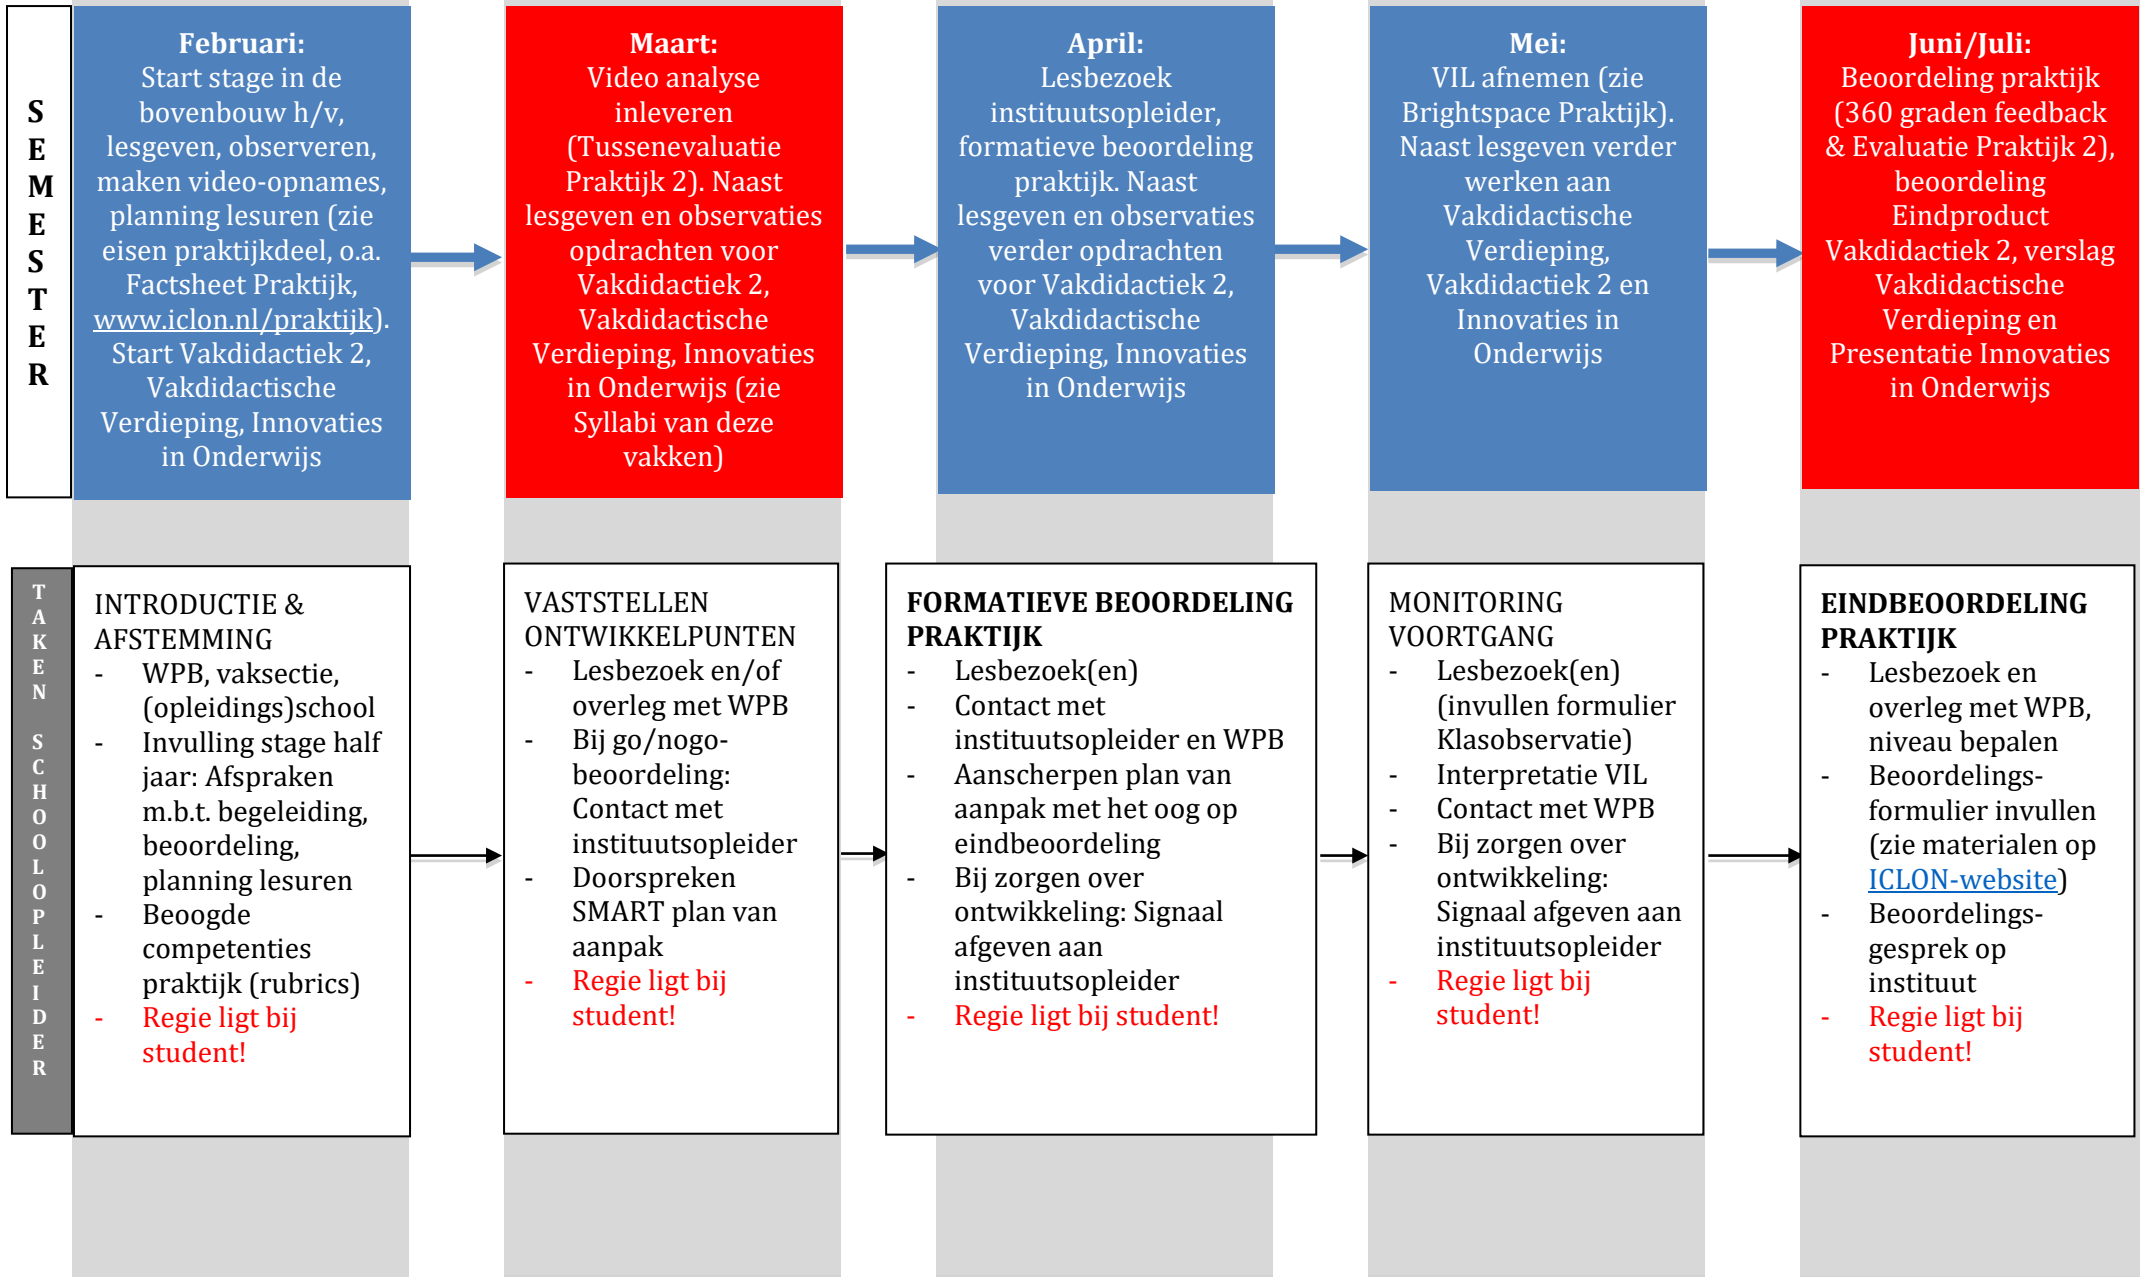 SEMESTER
Februari:
Start stage in de
bovenbouw h/v,
lesgeven, observeren,
maken video-opnames,
planning lesuren (zie
eisen praktijkdeel, o.a.
Factsheet Praktijk,
www.iclon.nl/praktijk).
Start Vakdidactiek 2,
Vakdidactische
Verdieping, Innovaties
in Onderwijs
Maart:
Video analyse
inleveren
(Tussenevaluatie
Praktijk 2). Naast
lesgeven en observaties
opdrachten voor
Vakdidactiek 2,
Vakdidactische
Verdieping, Innovaties
in Onderwijs (zie
Syllabi van deze
vakken)
April:
Lesbezoek
instituutsopleider,
formatieve beoordeling
praktijk. Naast
lesgeven en observaties
verder opdrachten
voor Vakdidactiek 2,
Vakdidactische
Verdieping, Innovaties
in Onderwijs
Mei:
VIL afnemen (zie
Brightspace Praktijk).
Naast lesgeven verder
werken aan
Vakdidactische
Verdieping,
Vakdidactiek 2 en
Innovaties in
Onderwijs
Juni/Juli:
Beoordeling praktijk
(360 graden feedback
& Evaluatie Praktijk 2),
beoordeling
Eindproduct
Vakdidactiek 2, verslag
Vakdidactische
Verdieping en
Presentatie Innovaties
in Onderwijs
TAKEN SCHOOLOPLEIDER
INTRODUCTIE &
AFSTEMMING
- WPB, vaksectie,
(opleidings)school
- Invulling stage half
jaar: Afspraken
m.b.t. begeleiding,
beoordeling,
planning lesuren
- Beoogde
competenties
praktijk (rubrics)
- Regie ligt bij
student!
VASTSTELLEN
ONTWIKKELPUNTEN
- Lesbezoek en/of
overleg met WPB
- Bij go/nogo-
beoordeling:
Contact met
instituutsopleider
- Doorspreken
SMART plan van
aanpak
- Regie ligt bij
student!
FORMATIEVE BEOORDELING
PRAKTIJK
- Lesbezoek(en)
- Contact met
instituutsopleider en WPB
- Aanscherpen plan van
aanpak met het oog op
eindbeoordeling
- Bij zorgen over
ontwikkeling: Signaal
afgeven aan
instituutsopleider
- Regie ligt bij student!
MONITORING
VOORTGANG
- Lesbezoek(en)
(invullen formulier
Klasobservatie)
- Interpretatie VIL
- Contact met WPB
- Bij zorgen over
ontwikkeling:
Signaal afgeven aan
instituutsopleider
- Regie ligt bij
student!
EINDBEOORDELING
PRAKTIJK
- Lesbezoek en
overleg met WPB,
niveau bepalen
- Beoordelings-
formulier invullen
(zie materialen op
ICLON-website)
- Beoordelings-
gesprek op
instituut
- Regie ligt bij
student!